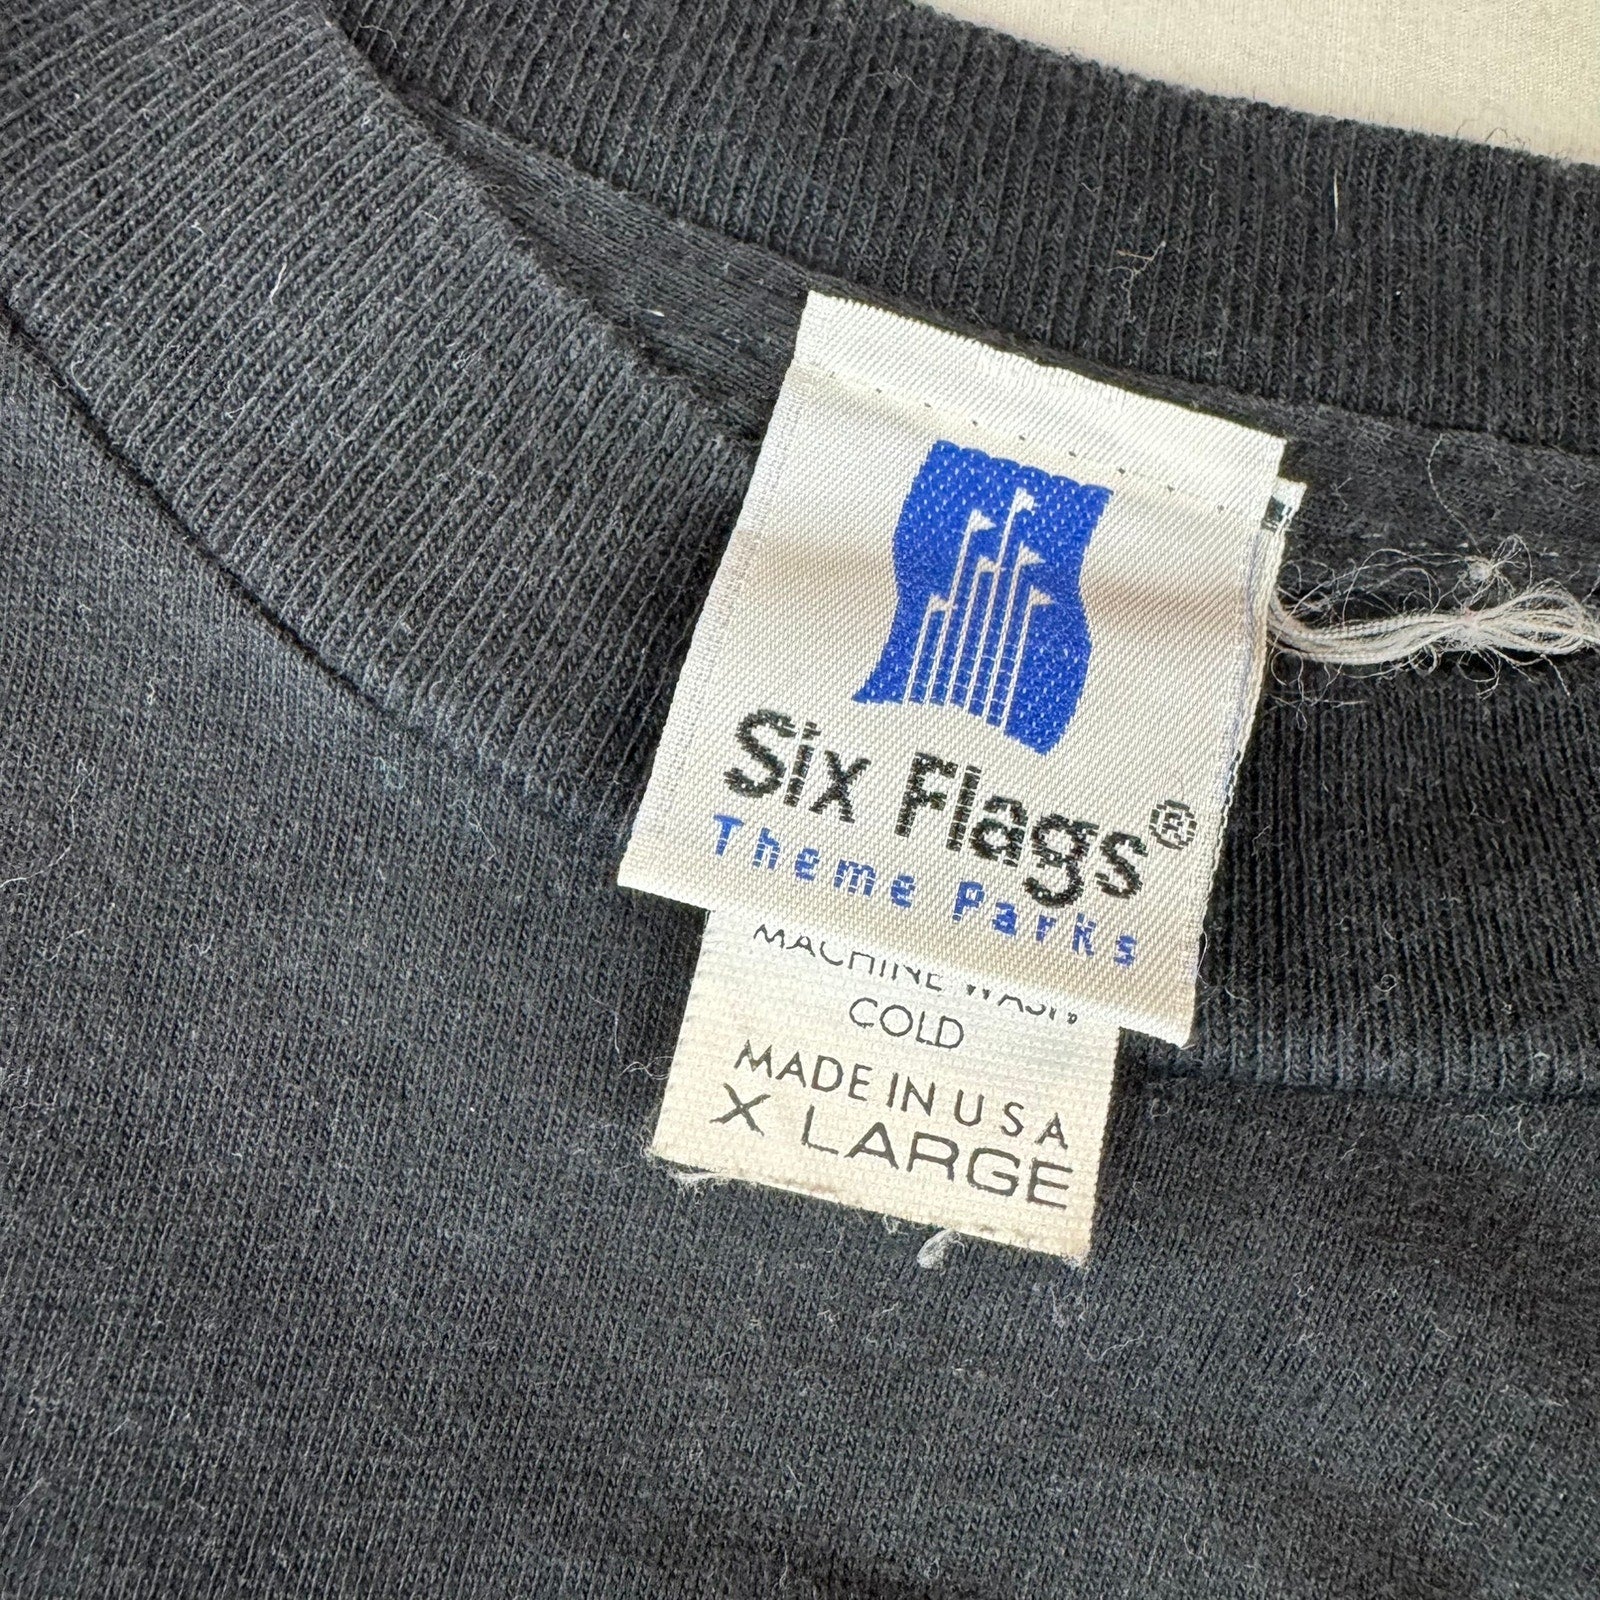 Six Flags®
Theme Parks
MACHINE WASH
COLD
MADE IN U S A
X LARGE